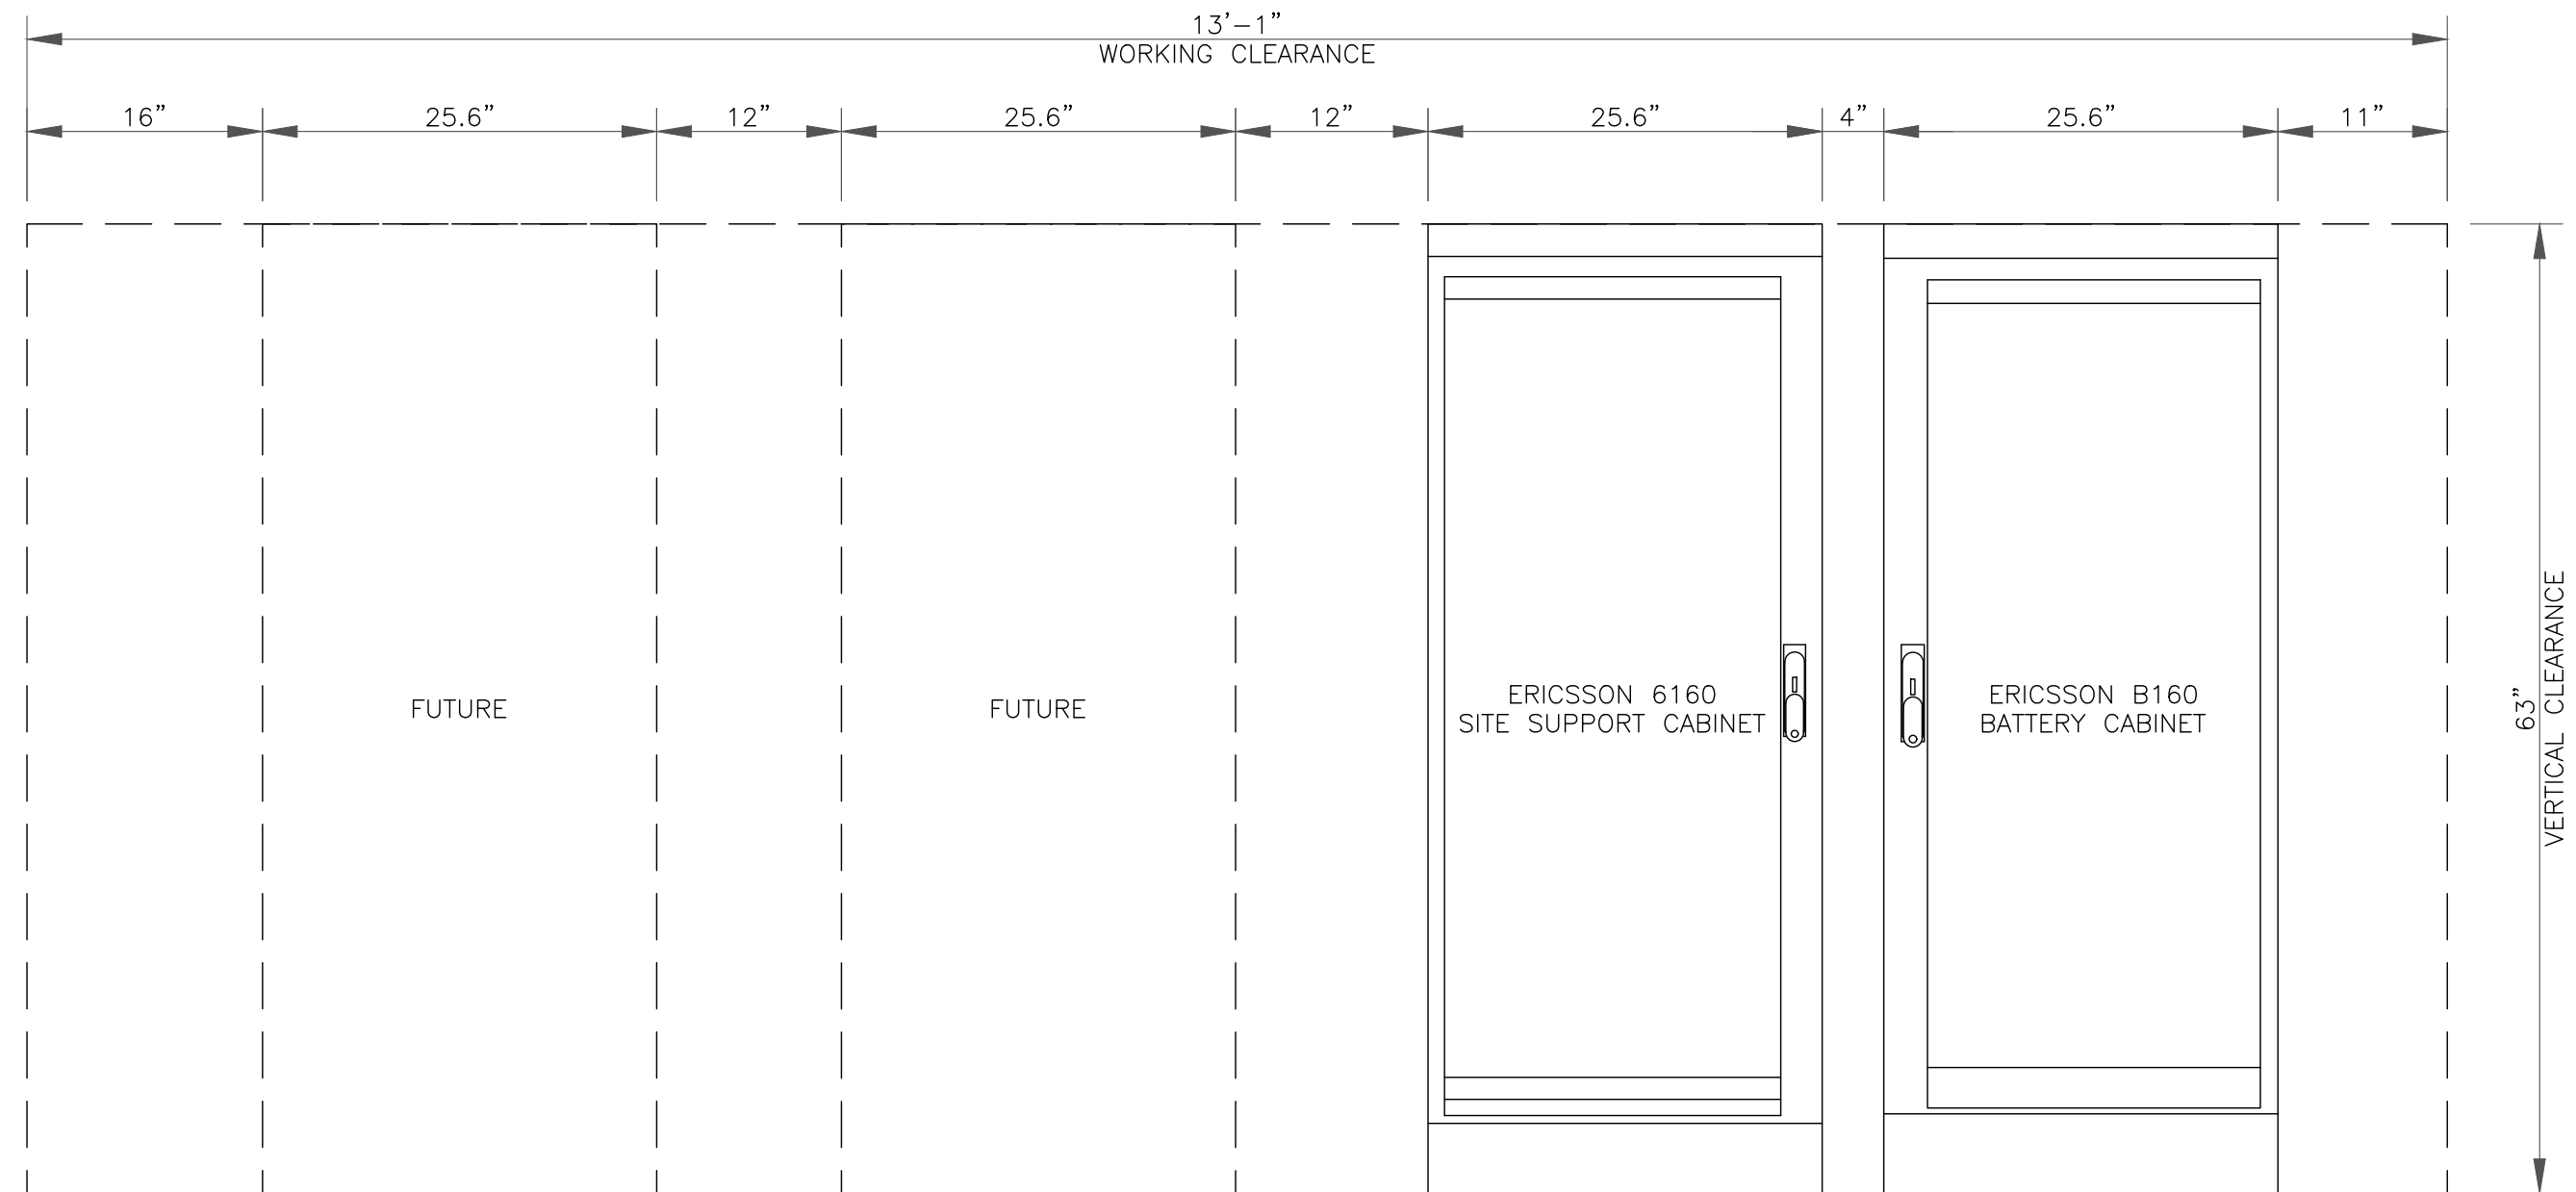 13’–1”
WORKING CLEARANCE
16”
25.6”
12”
25.6”
12”
25.6”
4”
25.6”
11”
FUTURE
FUTURE
ERICSSON 6160
SITE SUPPORT CABINET
ERICSSON B160
BATTERY CABINET
63”
VERTICAL CLEARANCE